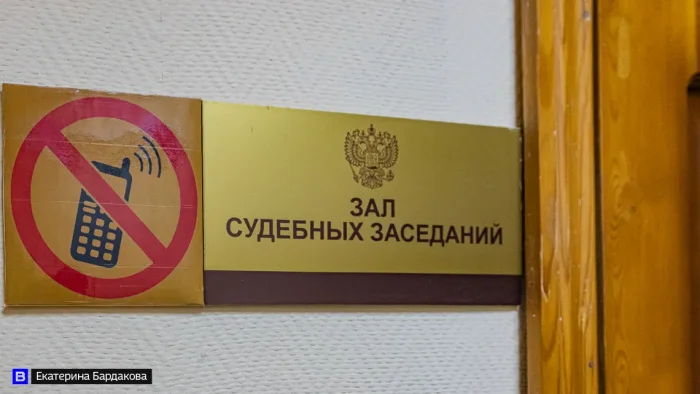 ЗАЛ
СУДЕБНЫХ ЗАСЕДАНИЙ
В Екатерина Бардакова